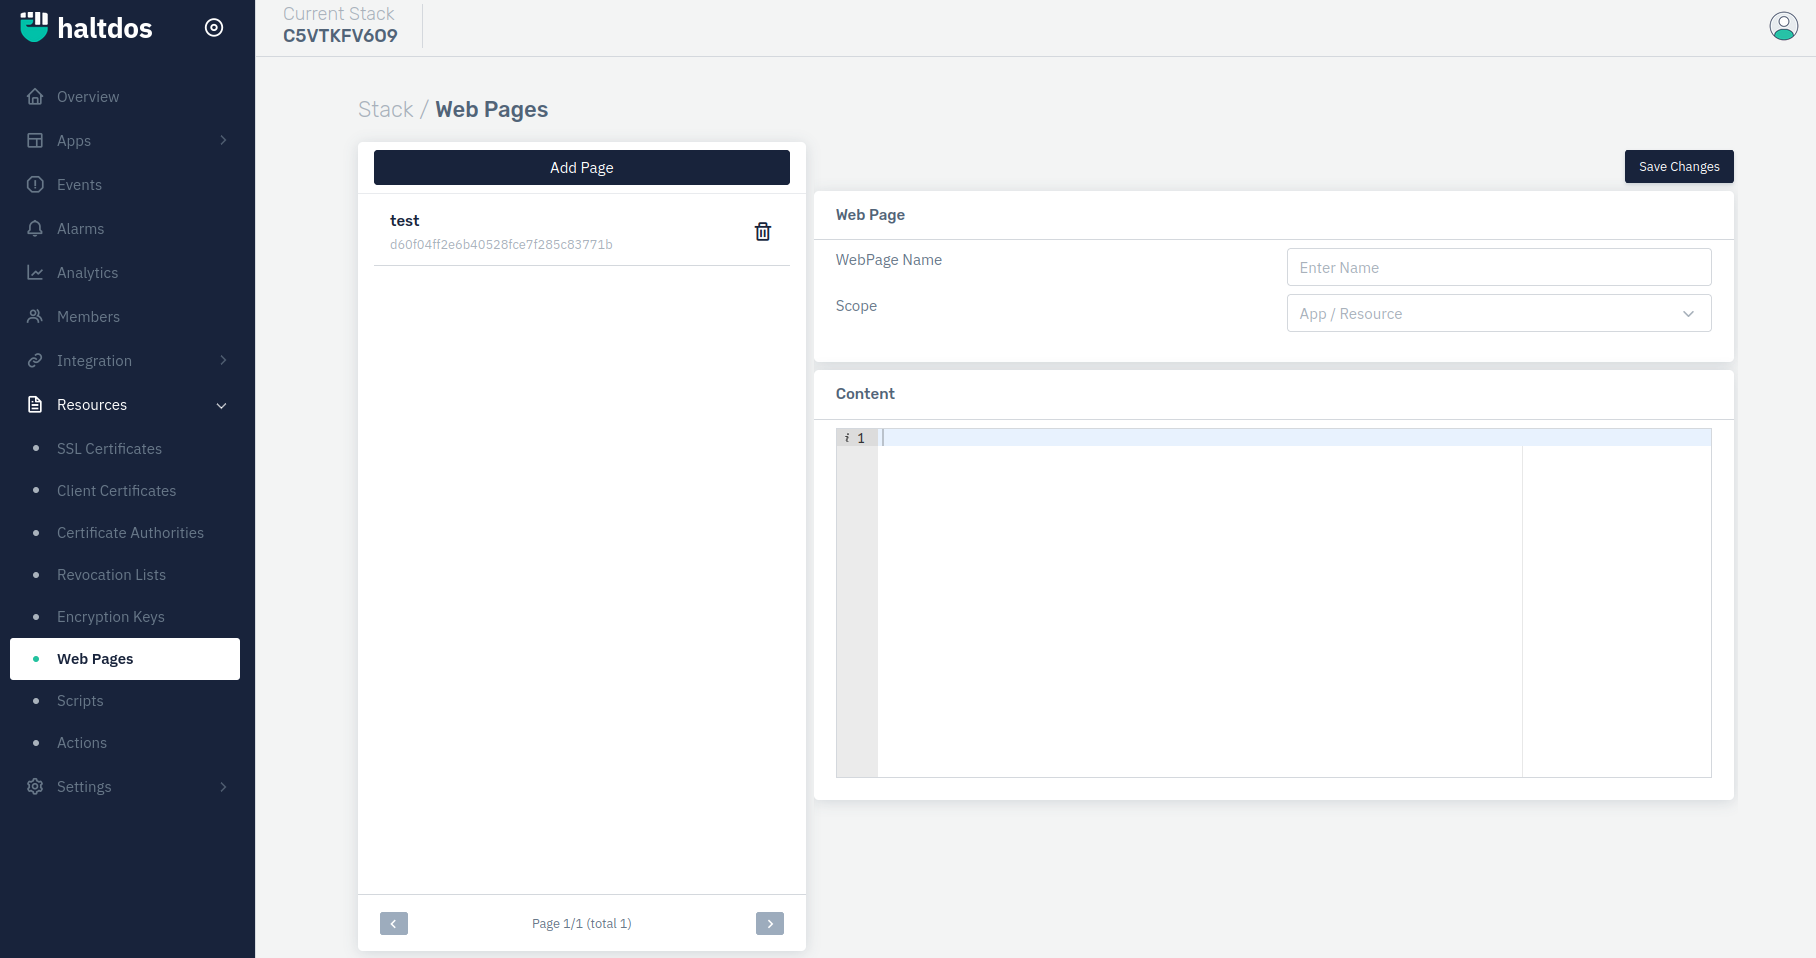 haltdos
Current Stack
C5VTKFV6O9
Overview
Apps
Events
Alarms
Analytics
Members
Integration
Resources
SSL Certificates
Client Certificates
Certificate Authorities
Revocation Lists
Encryption Keys
Web Pages
Scripts
Actions
Settings
Stack / Web Pages
Add Page
test
d60f04ff2e6b40528fce7f285c83771b
Page 1/1 (total 1)
Save Changes
Web Page
WebPage Name
Enter Name
Scope
App / Resource
Content
i 1